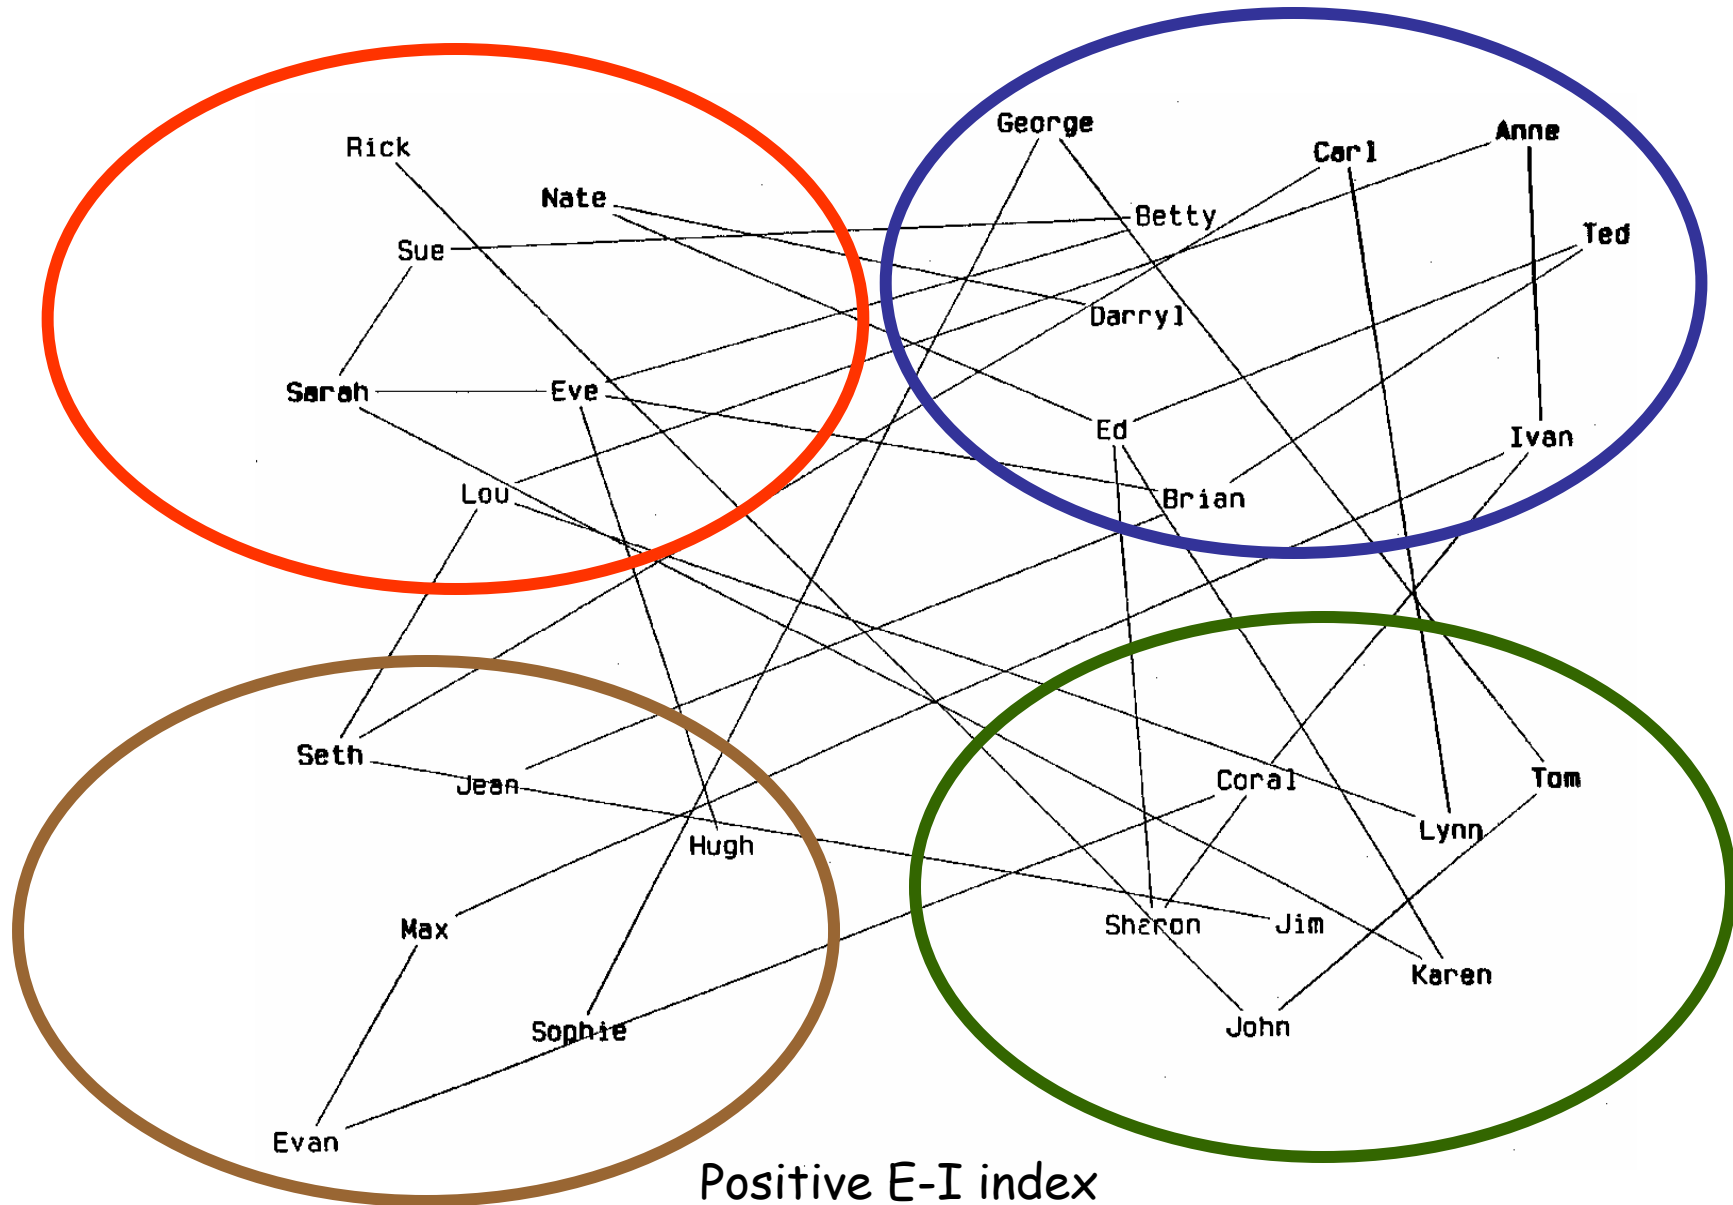 Rick
Nate
Sue
Sarah
Eve
Lou
George
Carl
Anne
Betty
Ted
Darryl
Ed
Ivan
Brian
Seth
Jean
Hugh
Max
Sophie
Evan
Coral
Tom
Lynn
Sharon
Jim
Karen
John
Positive E-I index